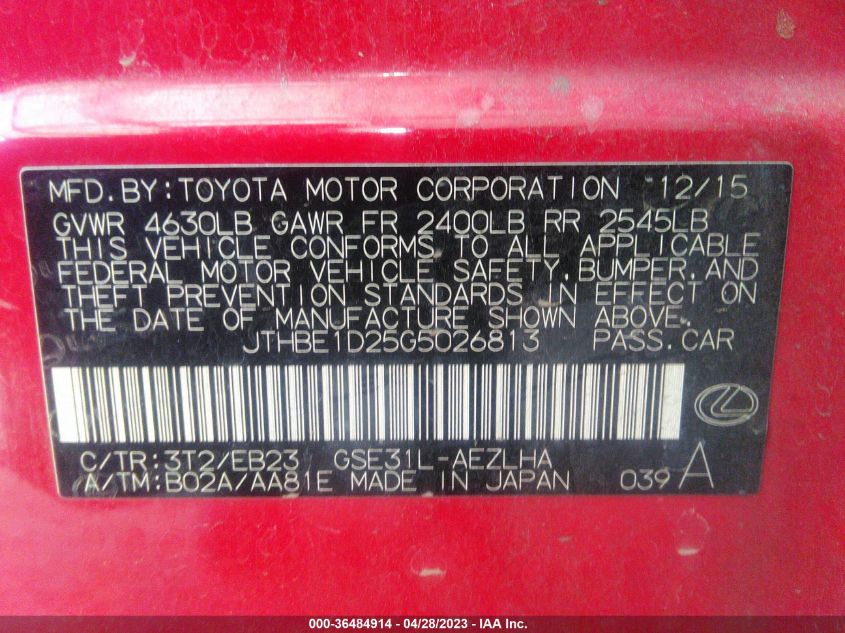 MFD.BY:TOYOTA MOTOR CORPORATION 12/15
GVWR 4630LB GAWR FR 2400LB RR 2545LB
THIS VEHICLE CONFORMS TO ALL APPLICABLE
FEDERAL MOTOR VEHICLE SAFETY,BUMPER,AND
THEFT PREVENTION STANDARDS IN EFFECT ON
THE DATE OF MANUFACTURE SHOWN ABOVE.
JTHBE1D25G5026813 PASS.CAR
C/TR:3T2/EB23 GSE31L-AEZLHA
A/TM:B02A/AA81E MADE IN JAPAN 039 A
000-36484914 - 04/28/2023 - IAA Inc.